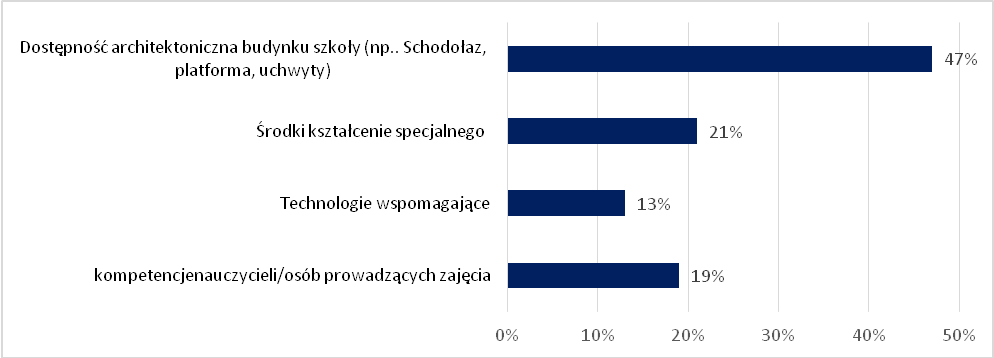 Dostępność architektoniczna budynku szkoły (np.. Schodołaz,
platforma, uchwyty)
47%
Środki kształcenie specjalnego
21%
Technologie wspomagające
13%
kompetencjenauczycieli/osób prowadzących zajęcia
19%
0% 10% 20% 30% 40% 50%